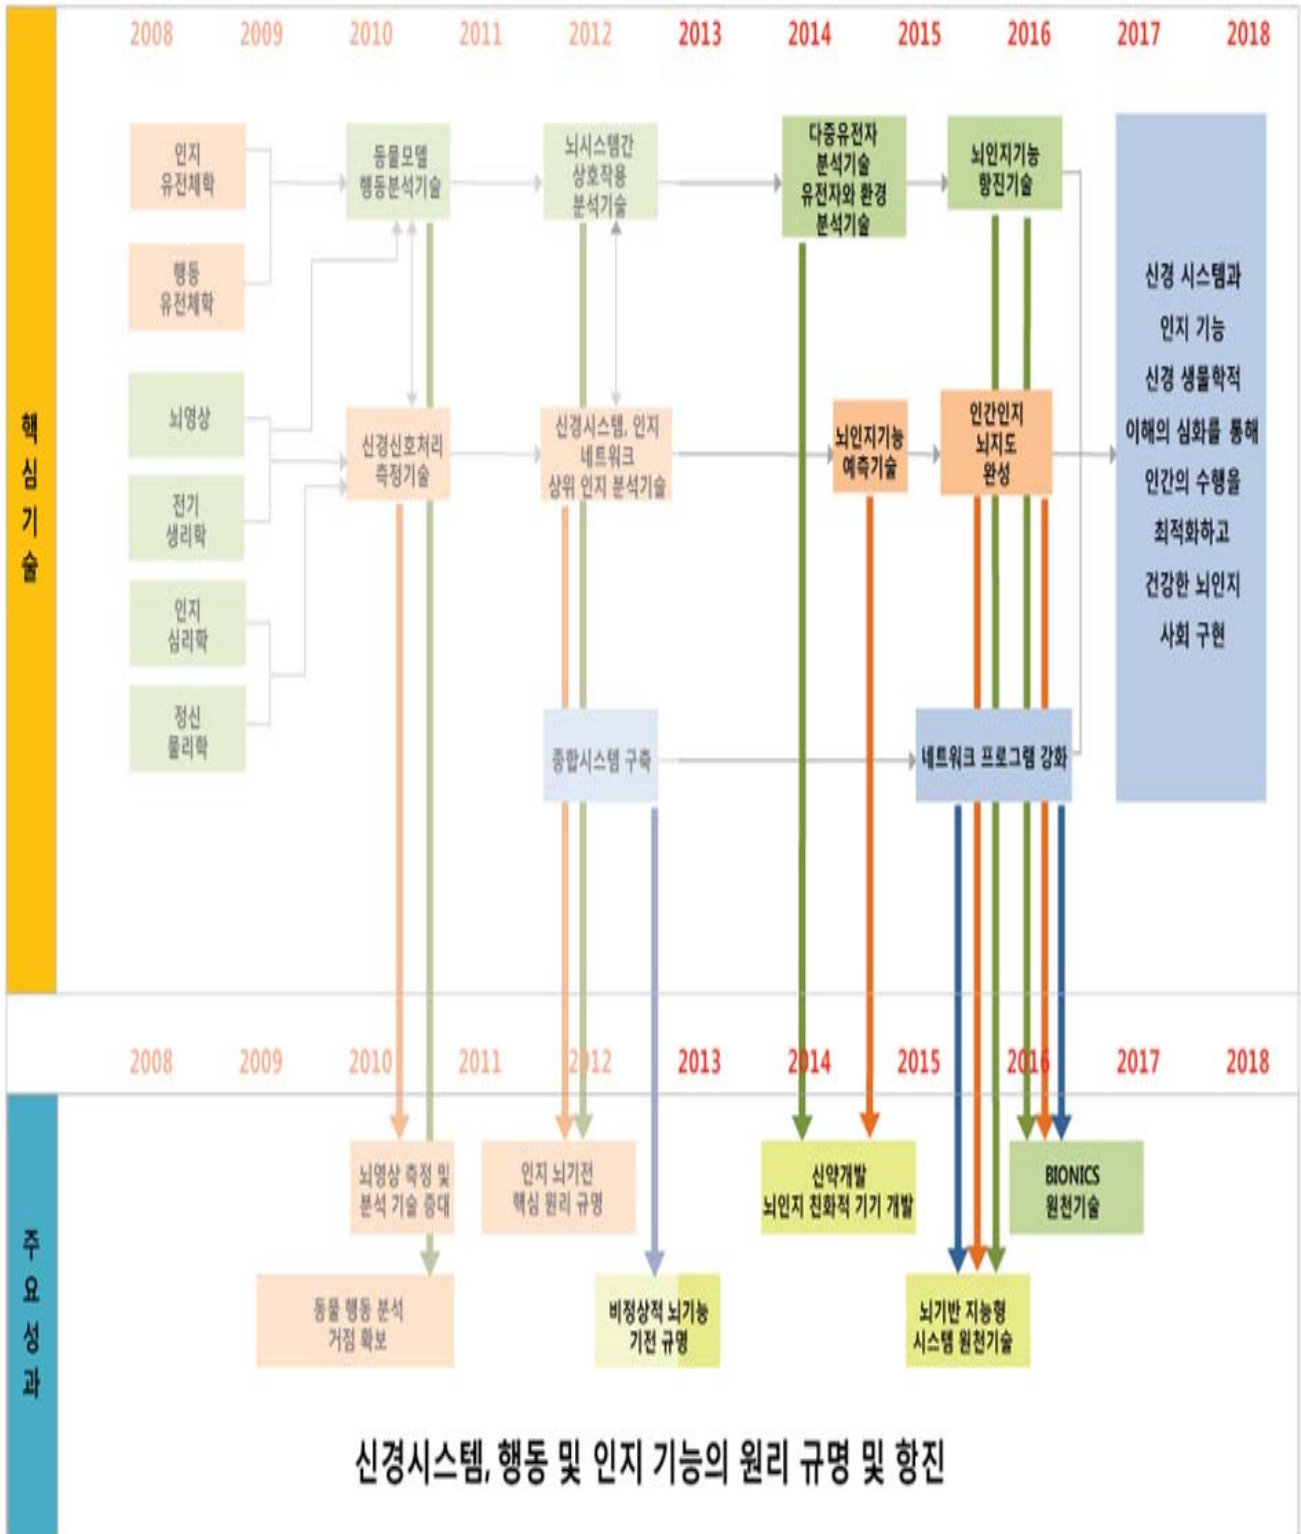 2008 2009 2010 2011 2012 2013 2014 2015 2016 2017 2018
핵
심
기
술
인지
유전체학
행동
유전체학
뇌영상
전기
생리학
인지
심리학
정신
물리학
동물모델
행동분석기술
신경신호처리
측정기술
뇌시스템간
상호작용
분석기술
신경시스템, 인지
네트워크
상위 인지 분석기술
종합시스템 구축
다중유전자
분석기술
유전자와 환경
분석기술
뇌인지기능
예측기술
뇌인지기능
항진기술
인간인지
뇌지도
완성
네트워크 프로그램 강화
신경 시스템과
인지 기능
신경 생물학적
이해의 심화를 통해
인간의 수행을
최적화하고
건강한 뇌인지
사회 구현
2008 2009 2010 2011 2012 2013 2014 2015 2016 2017 2018
주
요
성
과
뇌영상 측정 및
분석 기술 증대
동물 행동 분석
거점 확보
인지 뇌기전
핵심 원리 규명
비정상적 뇌기능
기전 규명
신약개발
뇌인지 친화적 기기 개발
뇌기반 지능형
시스템 원천기술
BIONICS
원천기술
신경시스템, 행동 및 인지 기능의 원리 규명 및 항진